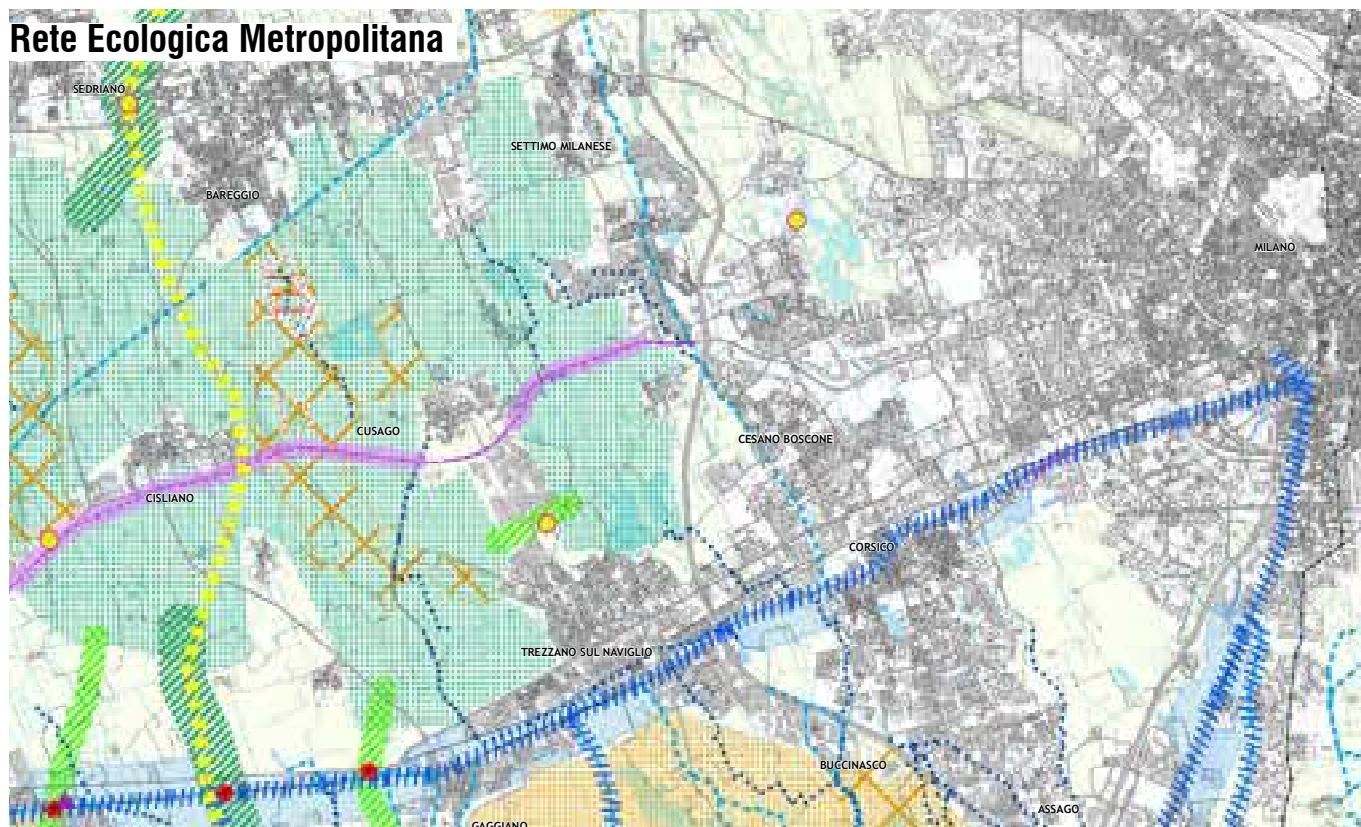 Rete Ecologica Metropolitana
SEDRIANO
SETTIMO MILANESE
BAREGGIO
MILANO
CUSAGO
CESANO BOSCONE
CISLIANO
CORSICO
TREZZANO SUL NAVIGLIO
BUCCINASCO
ASSAGO
GAGGIANO